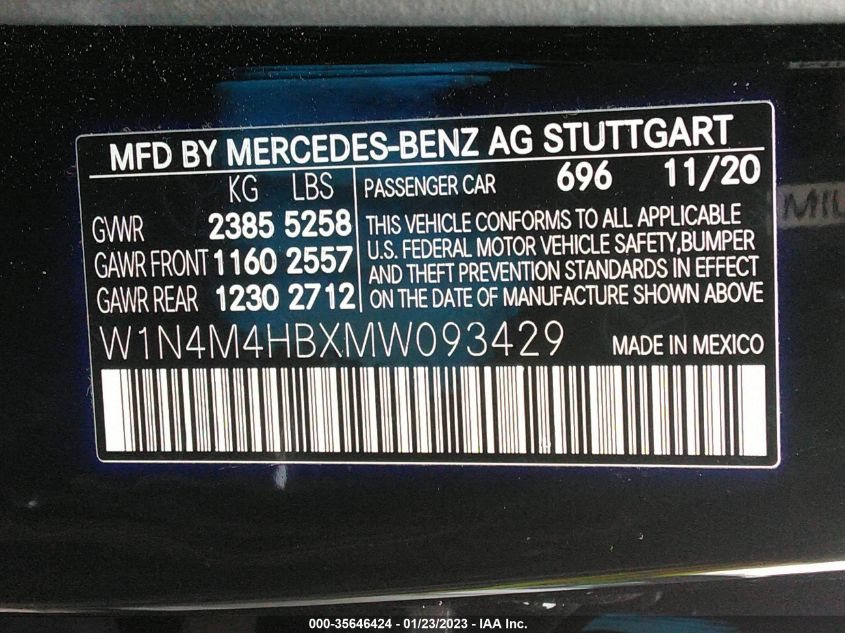 MFD BY MERCEDES-BENZ AG STUTTGART
KG LBS
GVWR 2385 5258
GAWR FRONT 1160 2557
GAWR REAR 1230 2712
PASSENGER CAR 696 11/20
THIS VEHICLE CONFORMS TO ALL APPLICABLE
U.S. FEDERAL MOTOR VEHICLE SAFETY,BUMPER
AND THEFT PREVENTION STANDARDS IN EFFECT
ON THE DATE OF MANUFACTURE SHOWN ABOVE
W1N4M4HBXMW093429 MADE IN MEXICO
000-35646424 - 01/23/2023 - IAA Inc.